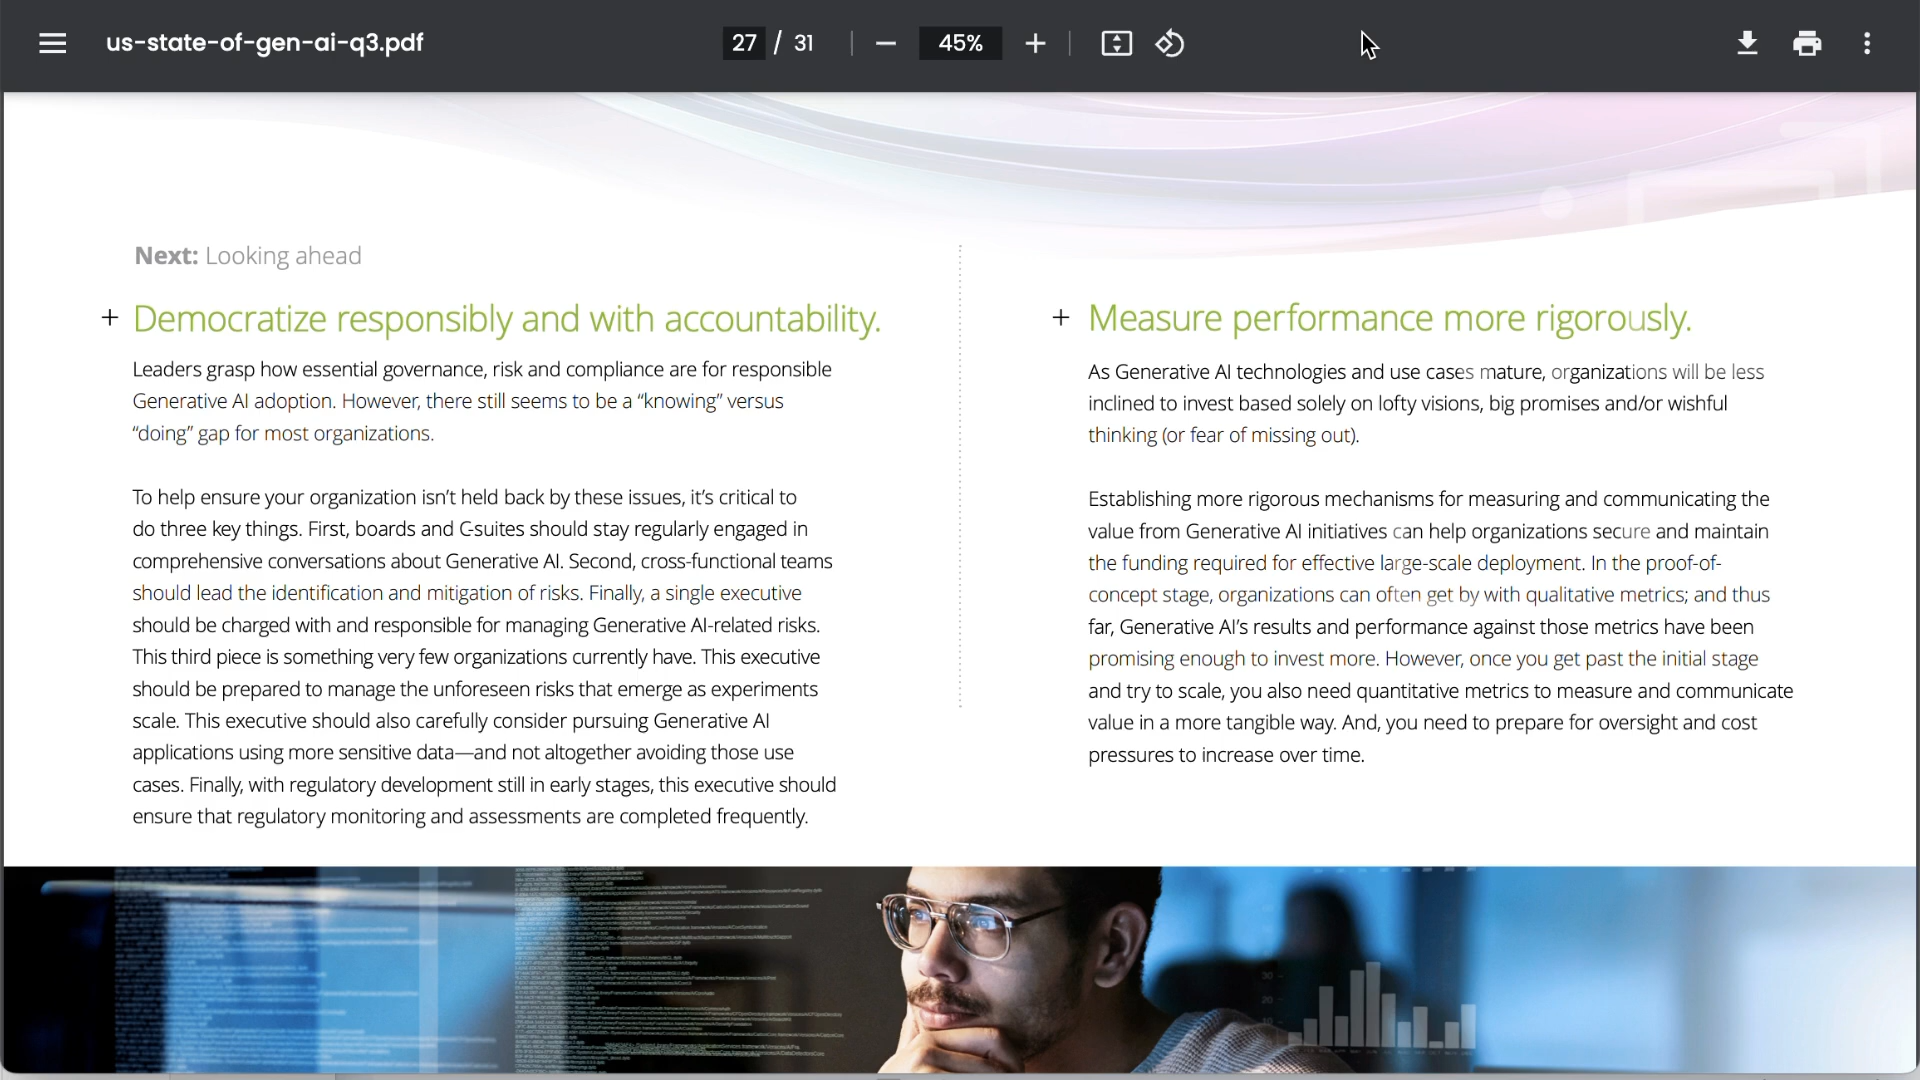 us-state-of-gen-ai-q3.pdf
27 / 31
45%
Next: Looking ahead
+ Democratize responsibly and with accountability.
Leaders grasp how essential governance, risk and compliance are for responsible
Generative AI adoption. However, there still seems to be a “knowing” versus
“doing” gap for most organizations.
To help ensure your organization isn’t held back by these issues, it’s critical to
do three key things. First, boards and C-suites should stay regularly engaged in
comprehensive conversations about Generative AI. Second, cross-functional teams
should lead the identification and mitigation of risks. Finally, a single executive
should be charged with and responsible for managing Generative AI-related risks.
This third piece is something very few organizations currently have. This executive
should be prepared to manage the unforeseen risks that emerge as experiments
scale. This executive should also carefully consider pursuing Generative AI
applications using more sensitive data—and not altogether avoiding those use
cases. Finally, with regulatory development still in early stages, this executive should
ensure that regulatory monitoring and assessments are completed frequently.
+ Measure performance more rigorously.
As Generative AI technologies and use cases mature, organizations will be less
inclined to invest based solely on lofty visions, big promises and/or wishful
thinking (or fear of missing out).
Establishing more rigorous mechanisms for measuring and communicating the
value from Generative AI initiatives can help organizations secure and maintain
the funding required for effective large-scale deployment. In the proof-of-
concept stage, organizations can often get by with qualitative metrics; and thus
far, Generative AI’s results and performance against those metrics have been
promising enough to invest more. However, once you get past the initial stage
and try to scale, you also need quantitative metrics to measure and communicate
value in a more tangible way. And, you need to prepare for oversight and cost
pressures to increase over time.